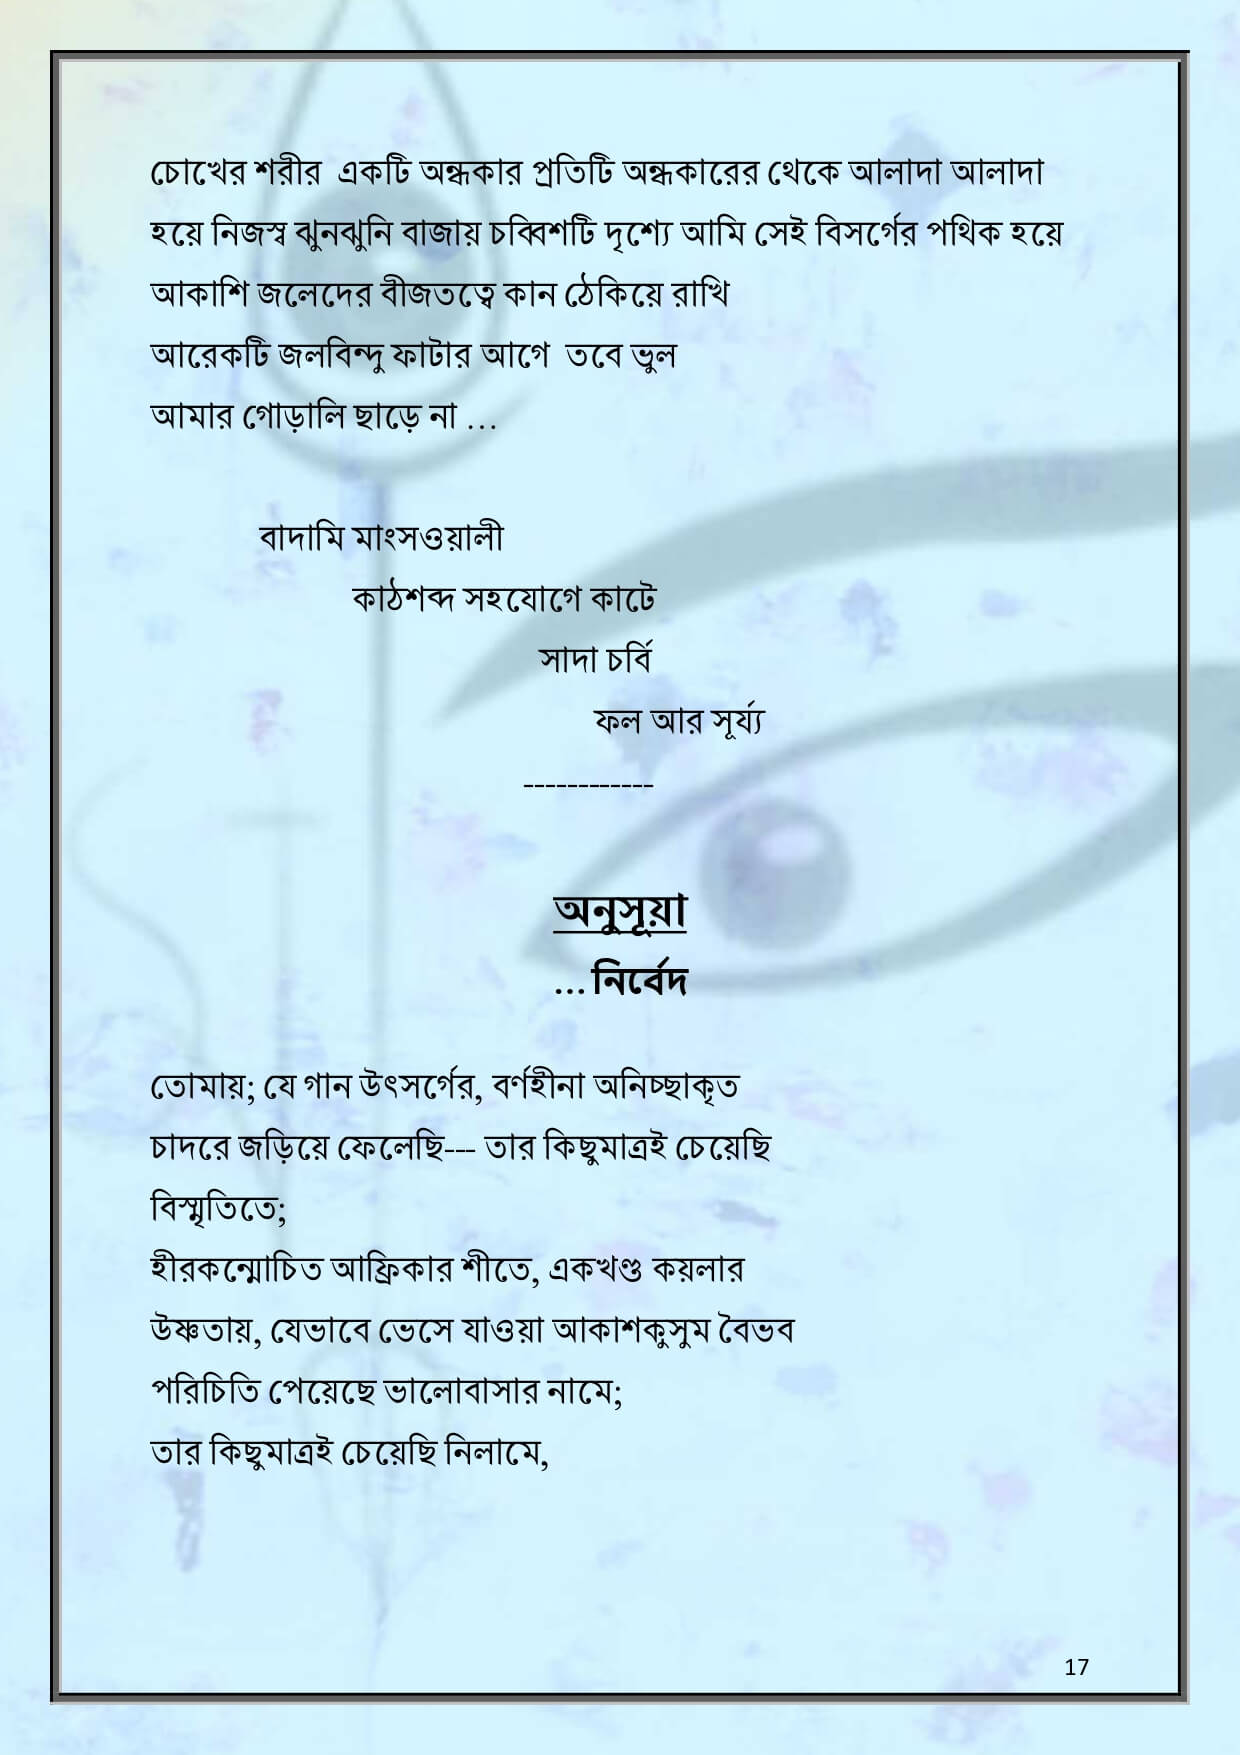 চোখের শরীর  একটি অন্ধকার প্রতিটি অন্ধকারের থেকে আলাদা আলাদা
হয়ে নিজস্ব ঝুনঝুনি বাজায় চব্বিশটি দৃশ্যে আমি সেই বিসর্গের পথিক হয়ে
আকাশি জলেদের বীজতত্বে কান ঠেকিয়ে রাখি
আরেকটি জলবিন্দু ফাটার আগে  তবে ভুল
আমার গোড়ালি ছাড়ে না ...
বাদামি মাংসওয়ালী
কাঠশব্দ সহযোগে কাটে
সাদা চর্বি
ফল আর সূর্য্য
------------
অনুসূয়া
... নির্বেদ
তোমায়; যে গান উৎসর্গের, বর্ণহীনা অনিচ্ছাকৃত
চাদরে জড়িয়ে ফেলেছি--- তার কিছুমাত্রই চেয়েছি
বিস্মৃতিতে;
হীরকন্মোচিত আফ্রিকার শীতে, একখণ্ড কয়লার
উষ্ণতায়, যেভাবে ভেসে যাওয়া আকাশকুসুম বৈভব
পরিচিতি পেয়েছে ভালোবাসার নামে;
তার কিছুমাত্রই চেয়েছি নিলামে,
17